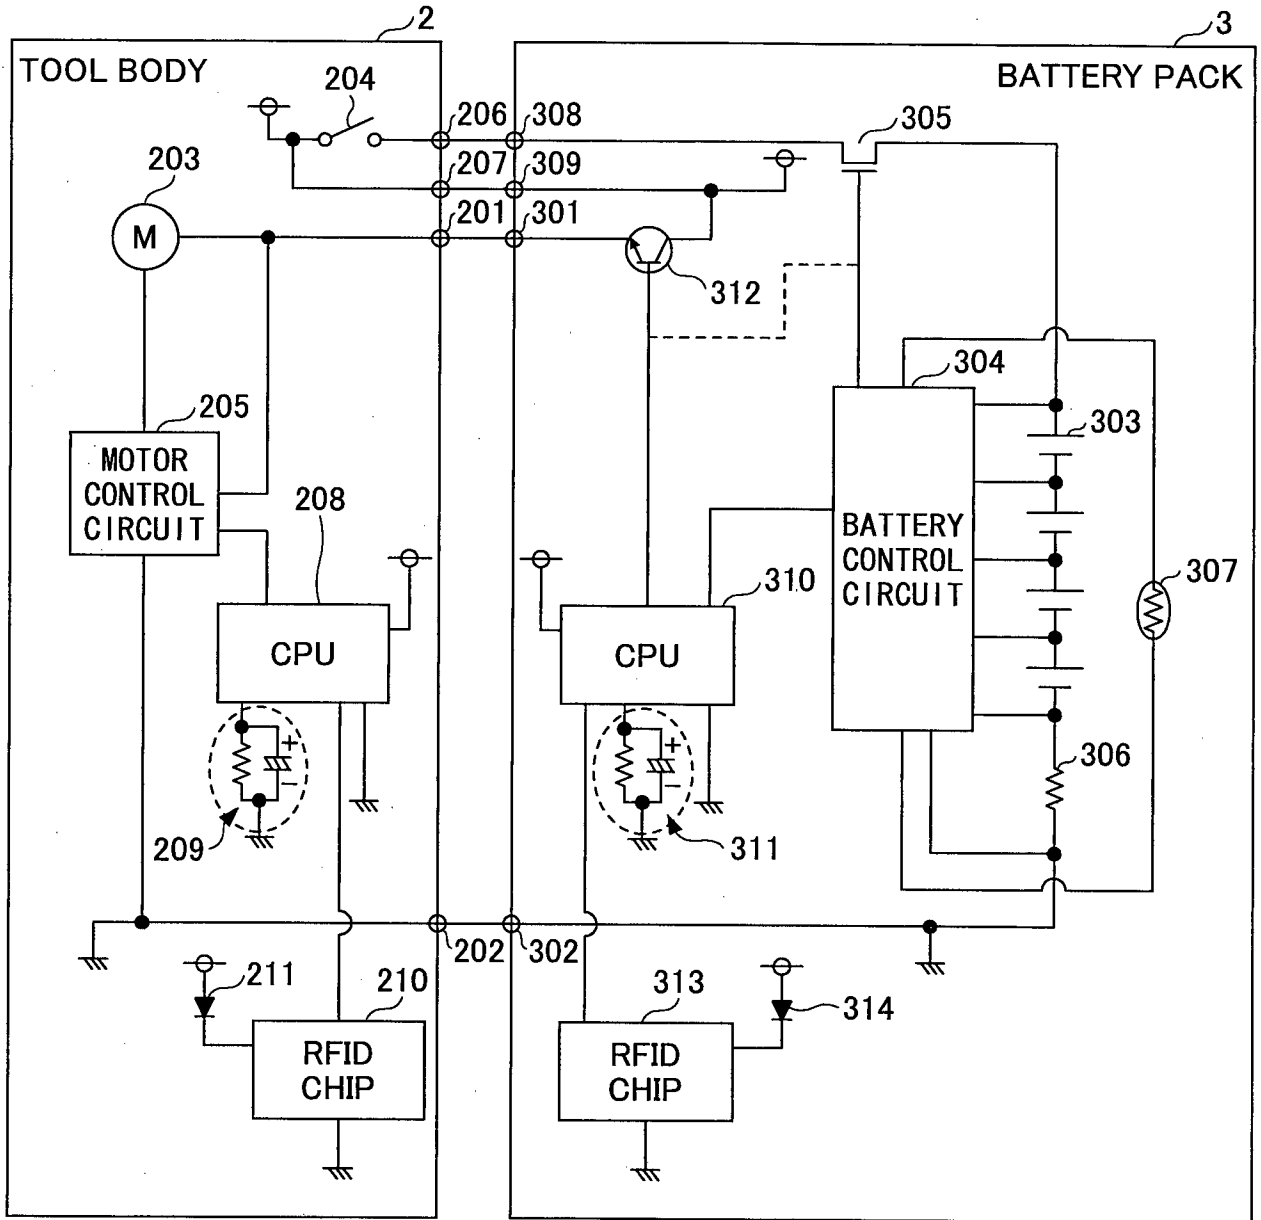 2
3
TOOL BODY
BATTERY PACK
204
206
308
305
203
207
309
201
301
M
312
304
205
303
MOTOR
CONTROL
CIRCUIT
208
BATTERY
CONTROL
CIRCUIT
310
307
CPU
CPU
306
+
−
+
−
209
311
202
302
211
210
313
314
RFID
CHIP
RFID
CHIP